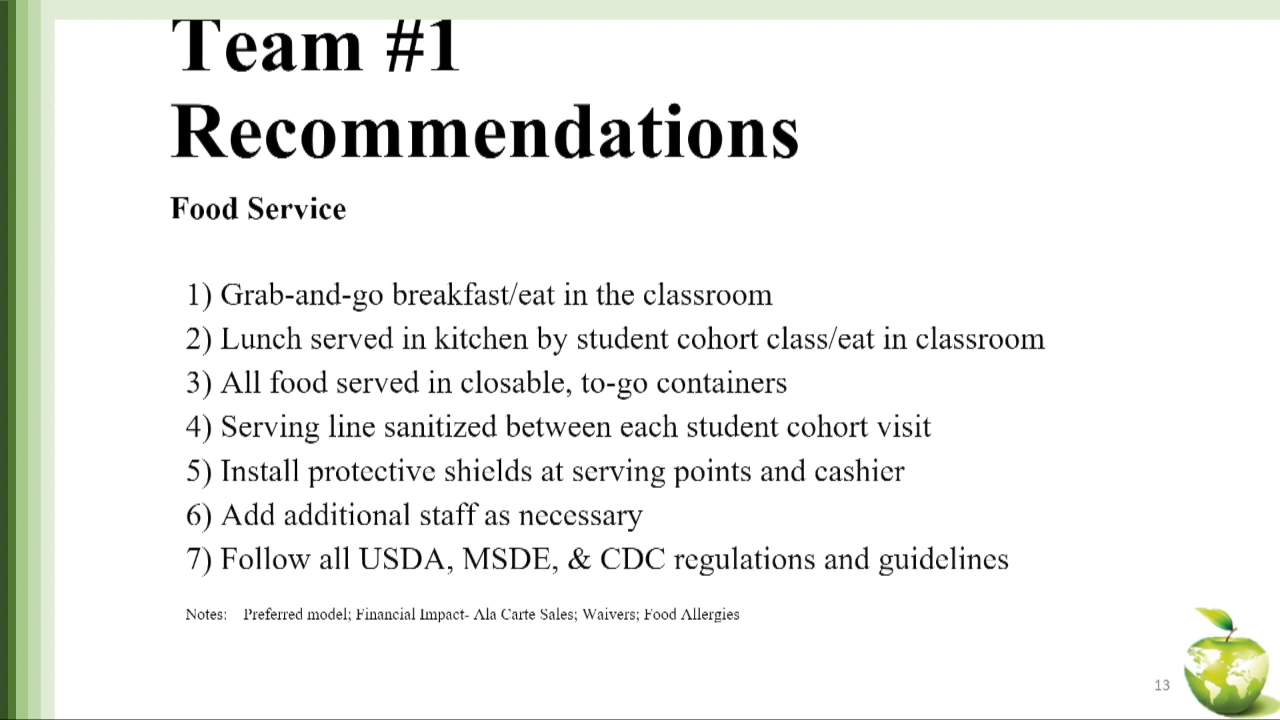 Team #1
Recommendations
Food Service
1) Grab-and-go breakfast/eat in the classroom
2) Lunch served in kitchen by student cohort class/eat in classroom
3) All food served in closable, to-go containers
4) Serving line sanitized between each student cohort visit
5) Install protective shields at serving points and cashier
6) Add additional staff as necessary
7) Follow all USDA, MSDE, & CDC regulations and guidelines
Notes: Preferred model; Financial Impact- Ala Carte Sales; Waivers; Food Allergies
13